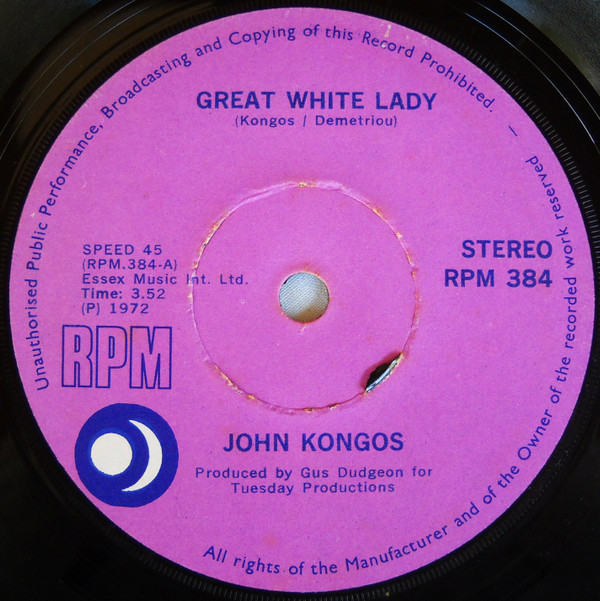 Unauthorised Public Performance, Broadcasting and Copying of this Record Prohibited. —
GREAT WHITE LADY
(Kongos / Demetriou)
SPEED 45
(RPM.384-A)
Essex Music Int. Ltd.
Time: 3.52
(P) 1972
STEREO
RPM 384
RPM
JOHN KONGOS
Produced by Gus Dudgeon for
Tuesday Productions
All rights of the Manufacturer and of the Owner of the recorded work reserved